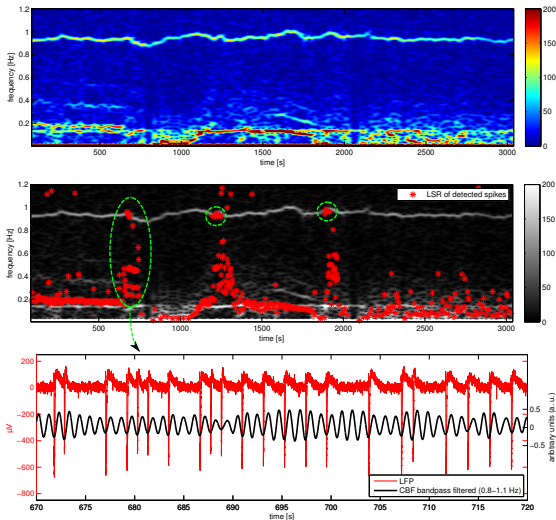 1.2
1
0.8
0.6
0.4
0.2
frequency [Hz]
500 1000 1500 2000 2500 3000
time [s]
200
150
100
50
0
1.2
1
0.8
0.6
0.4
0.2
frequency [Hz]
LSR of detected spikes
500 1000 1500 2000 2500 3000
time [s]
200
150
100
50
0
200
0
−200
−400
−600
−800
µV
0.5
0
−0.5
arbitrary units (a. u.)
LFP
CBF bandpass filtered (0.8−1.1 Hz)
670 675 680 685 690 695 700 705 710 715 720
time [s]